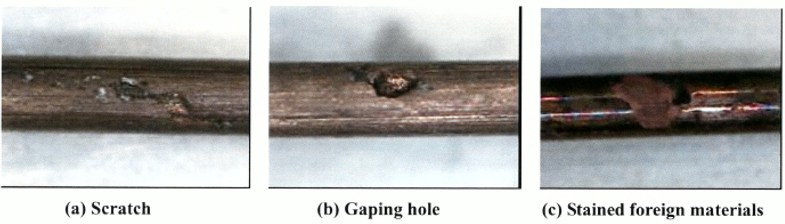 (a) Scratch
(b) Gaping hole
(c) Stained foreign materials